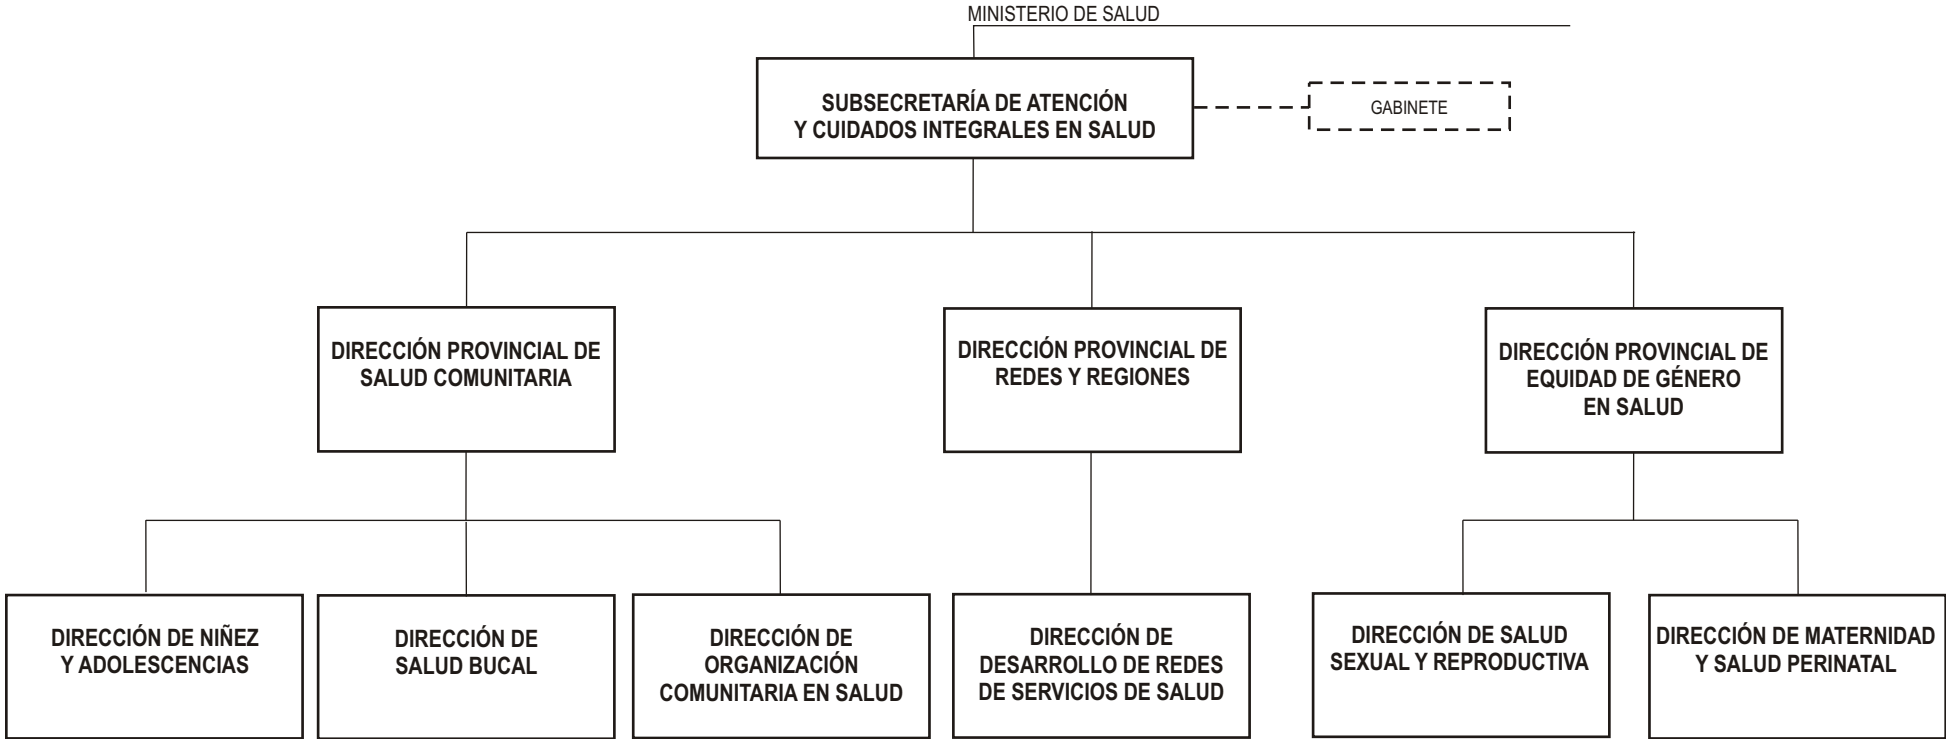 MINISTERIO DE SALUD
SUBSECRETARÍA DE ATENCIÓN
Y CUIDADOS INTEGRALES EN SALUD
GABINETE
DIRECCIÓN PROVINCIAL DE
SALUD COMUNITARIA
DIRECCIÓN PROVINCIAL DE
REDES Y REGIONES
DIRECCIÓN PROVINCIAL DE
EQUIDAD DE GÉNERO
EN SALUD
DIRECCIÓN DE NIÑEZ
Y ADOLESCENCIAS
DIRECCIÓN DE
SALUD BUCAL
DIRECCIÓN DE
ORGANIZACIÓN
COMUNITARIA EN SALUD
DIRECCIÓN DE
DESARROLLO DE REDES
DE SERVICIOS DE SALUD
DIRECCIÓN DE SALUD
SEXUAL Y REPRODUCTIVA
DIRECCIÓN DE MATERNIDAD
Y SALUD PERINATAL